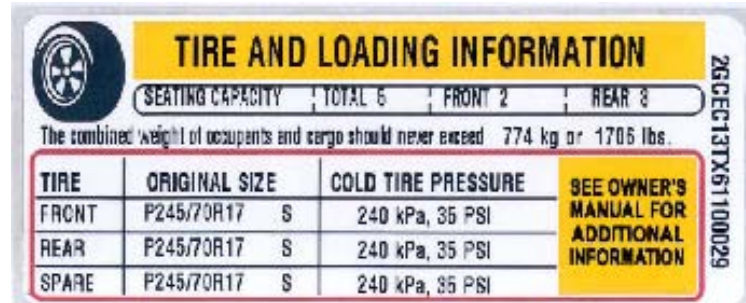 TIRE AND LOADING INFORMATION
SEATING CAPACITY TOTAL 5 FRONT 2 REAR 3
The combined weight of occupants and cargo should never exceed 774 kg or 1706 lbs.
TIRE ORIGINAL SIZE COLD TIRE PRESSURE
FRONT P245/70R17 S 240 kPa, 35 PSI
REAR P245/70R17 S 240 kPa, 35 PSI
SPARE P245/70R17 S 240 kPa, 35 PSI
SEE OWNER'S
MANUAL FOR
ADDITIONAL
INFORMATION
2GCEC13TX61100029